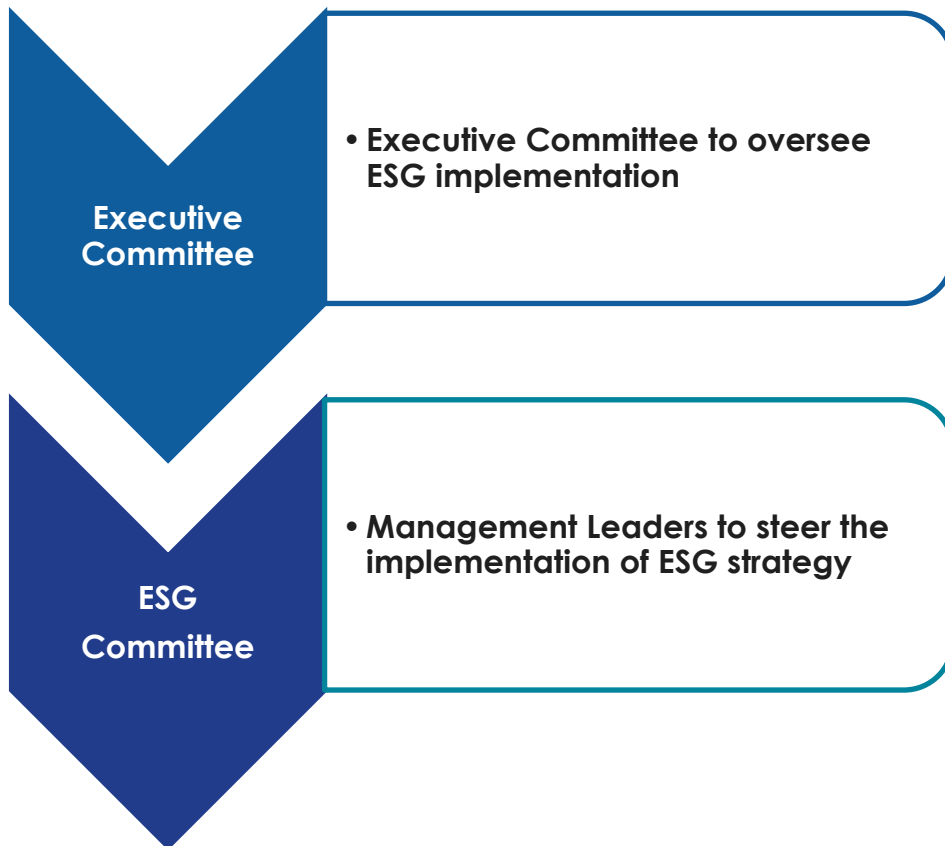 Executive
Committee
• Executive Committee to oversee
ESG implementation
ESG
Committee
• Management Leaders to steer the
implementation of ESG strategy